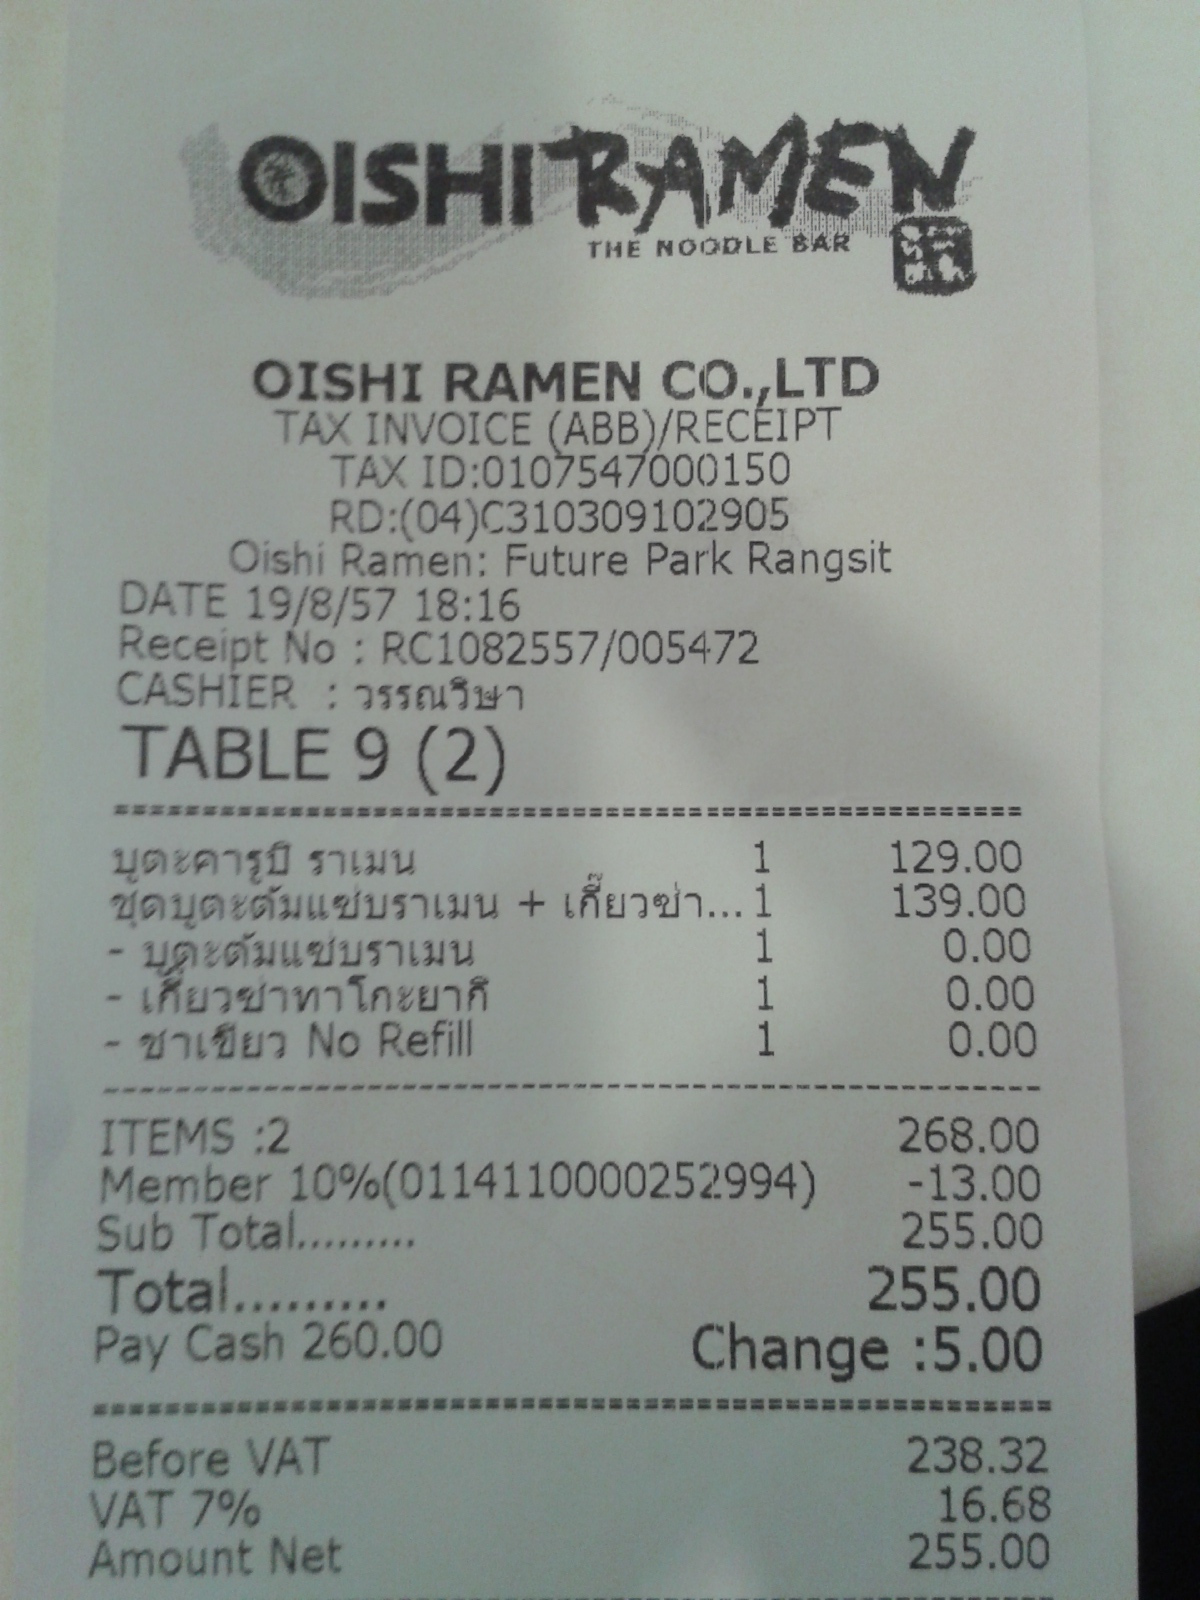 OISHI RAMEN
THE NOODLE BAR
OISHI RAMEN CO.,LTD
TAX INVOICE (ABB)/RECEIPT
TAX ID:0107547000150
RD:(04)C310309102905
Oishi Ramen: Future Park Rangsit
DATE 19/8/57 18:16
Receipt No : RC1082557/005472
CASHIER : วรรณวิษา
TABLE 9 (2)
บูตะคารูบิ ราเมน 1 129.00
ชุดบูตะต้มแซ่บราเมน + เกี๊ยวซ่า... 1 139.00
- บูตะต้มแซ่บราเมน 1 0.00
- เกี๊ยวซ่าทาโกะยากิ 1 0.00
- ชาเขียว No Refill 1 0.00
ITEMS :2 268.00
Member 10%(0114110000252994) -13.00
Sub Total......... 255.00
Total......... 255.00
Pay Cash 260.00 Change :5.00
Before VAT 238.32
VAT 7% 16.68
Amount Net 255.00